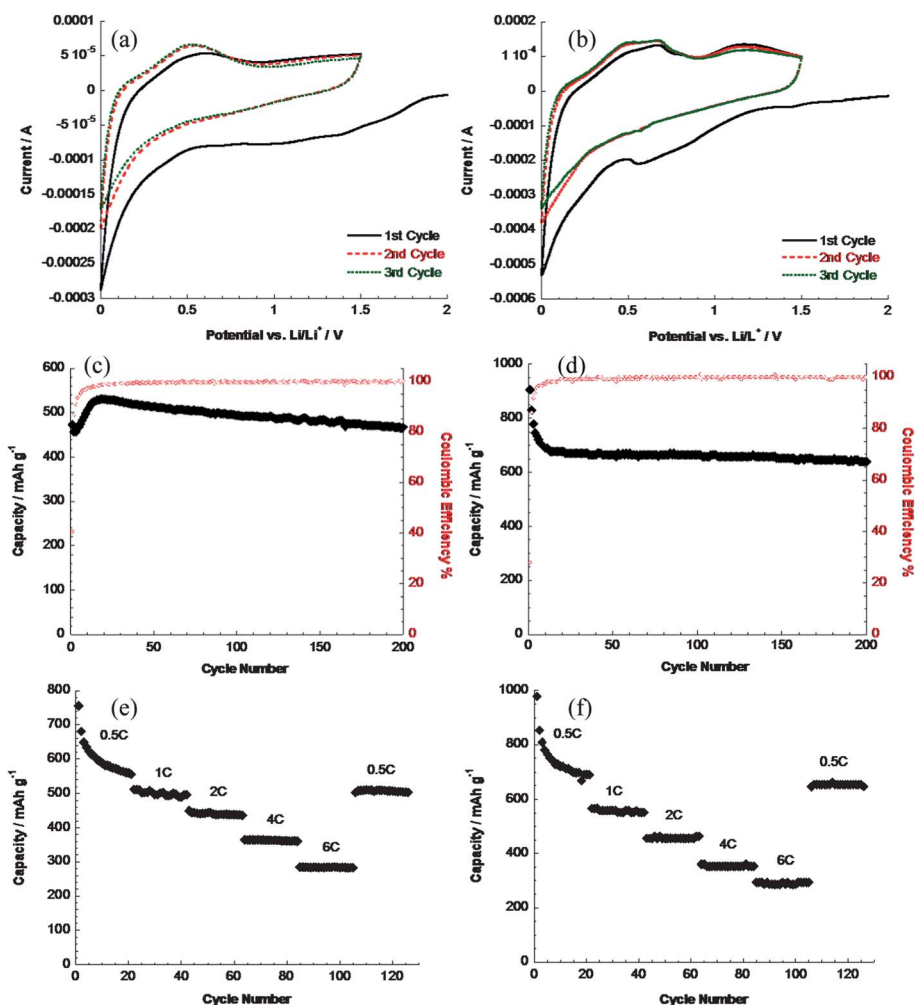 (a)
0.0001
5 10⁻⁵
0
-5 10⁻⁵
-0.0001
-0.00015
-0.0002
-0.00025
-0.0003
Current / A
1st Cycle
2nd Cycle
3rd Cycle
0 0.5 1 1.5 2
Potential vs. Li/Li⁺ / V
(b)
0.0002
1 10⁻⁴
0
-0.0001
-0.0002
-0.0003
-0.0004
-0.0005
-0.0006
Current / A
1st Cycle
2nd Cycle
3rd Cycle
0 0.5 1 1.5 2
Potential vs. Li/L⁺ / V
(c)
600
500
400
300
200
100
0
Capacity / mAh g⁻¹
100
80
60
40
20
0
Coulombic Efficiency %
0 50 100 150 200
Cycle Number
(d)
1000
800
600
400
200
0
Capacity / mAh g⁻¹
100
80
60
40
20
0
Coulombic Efficiency %
0 50 100 150 200
Cycle Number
(e)
800
700
600
500
400
300
200
100
0
Capacity / mAh g⁻¹
0.5C
1C
2C
4C
6C
0.5C
0 20 40 60 80 100 120
Cycle Number
(f)
1000
800
600
400
200
0
Capacity / mAh g⁻¹
0.5C
1C
2C
4C
6C
0.5C
0 20 40 60 80 100 120
Cycle Number